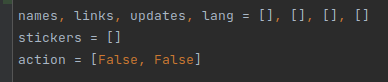 names, links, updates, lang = [], [], [], []
stickers = []
action = [False, False]